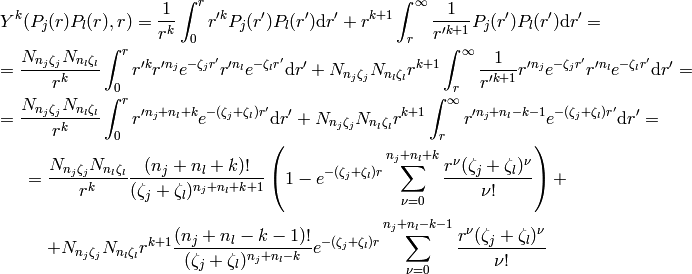 Y^k(P_j(r)P_l(r), r) = \frac{1}{r^k} \int_0^r r'^k P_j(r')P_l(r')\mathrm{d}r' + r^{k+1} \int_r^\infty \frac{1}{r'^{k+1}} P_j(r')P_l(r')\mathrm{d}r' =
= \frac{N_{n_j\zeta_j} N_{n_l\zeta_l}}{r^k} \int_0^r r'^k r'^{n_j} e^{-\zeta_j r'} r'^{n_l} e^{-\zeta_l r'} \mathrm{d}r' + N_{n_j\zeta_j} N_{n_l\zeta_l} r^{k+1} \int_r^\infty \frac{1}{r'^{k+1}} r'^{n_j} e^{-\zeta_j r'} r'^{n_l} e^{-\zeta_l r'} \mathrm{d}r' =
= \frac{N_{n_j\zeta_j} N_{n_l\zeta_l}}{r^k} \int_0^r r'^{n_j+n_l+k} e^{-(\zeta_j+\zeta_l)r'} \mathrm{d}r' + N_{n_j\zeta_j} N_{n_l\zeta_l} r^{k+1} \int_r^\infty r'^{n_j+n_l-k-1} e^{-(\zeta_j+\zeta_l)r'} \mathrm{d}r' =
= \frac{N_{n_j\zeta_j} N_{n_l\zeta_l}}{r^k} \frac{(n_j+n_l+k)!}{(\zeta_j+\zeta_l)^{n_j+n_l+k+1}} \left(1 - e^{-(\zeta_j+\zeta_l)r} \sum_{\nu=0}^{n_j+n_l+k} \frac{r^\nu(\zeta_j+\zeta_l)^\nu}{\nu!}\right) +
+ N_{n_j\zeta_j} N_{n_l\zeta_l} r^{k+1} \frac{(n_j+n_l-k-1)!}{(\zeta_j+\zeta_l)^{n_j+n_l-k}} e^{-(\zeta_j+\zeta_l)r} \sum_{\nu=0}^{n_j+n_l-k-1} \frac{r^\nu(\zeta_j+\zeta_l)^\nu}{\nu!}